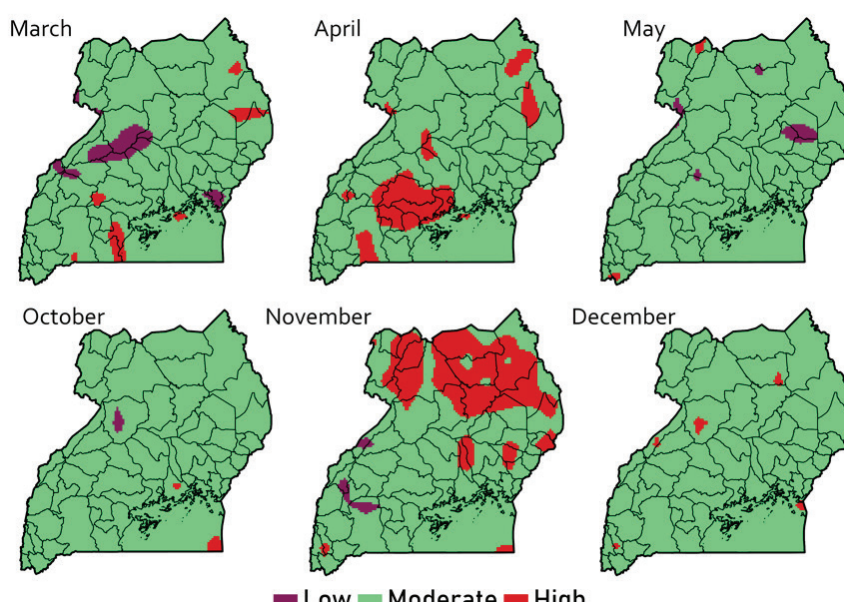 March
April
May
October
November
December
Low Moderate High